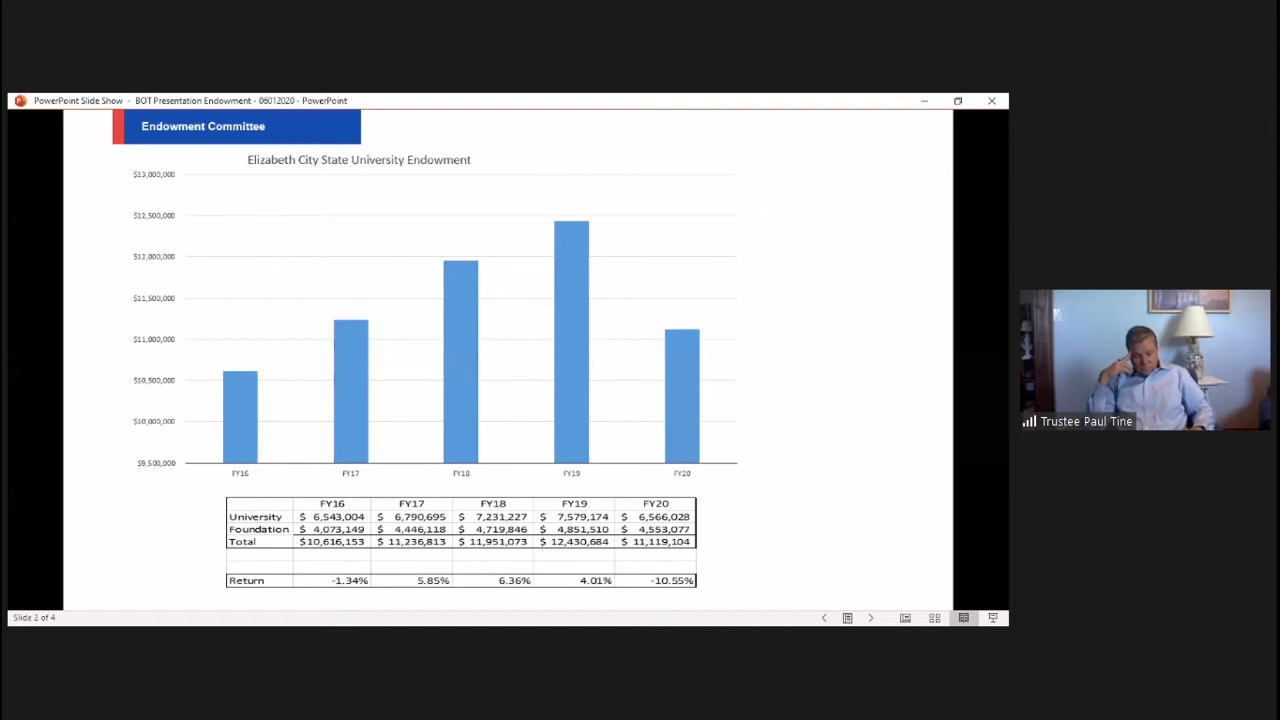 PowerPoint Slide Show - BOT Presentation Endowment - 06012020 - PowerPoint
Endowment Committee
Elizabeth City State University Endowment
$13,000,000
$12,500,000
$12,000,000
$11,500,000
$11,000,000
$10,500,000
$10,000,000
$9,500,000
FY16 FY17 FY18 FY19 FY20
FY16 FY17 FY18 FY19 FY20
University $ 6,543,004 $ 6,790,695 $ 7,231,227 $ 7,579,174 $ 6,566,028
Foundation $ 4,073,149 $ 4,446,118 $ 4,719,846 $ 4,851,510 $ 4,553,077
Total $10,616,153 $ 11,236,813 $ 11,951,073 $ 12,430,684 $ 11,119,104
Return -1.34% 5.85% 6.36% 4.01% -10.55%
Slide 2 of 4
Trustee Paul Tine